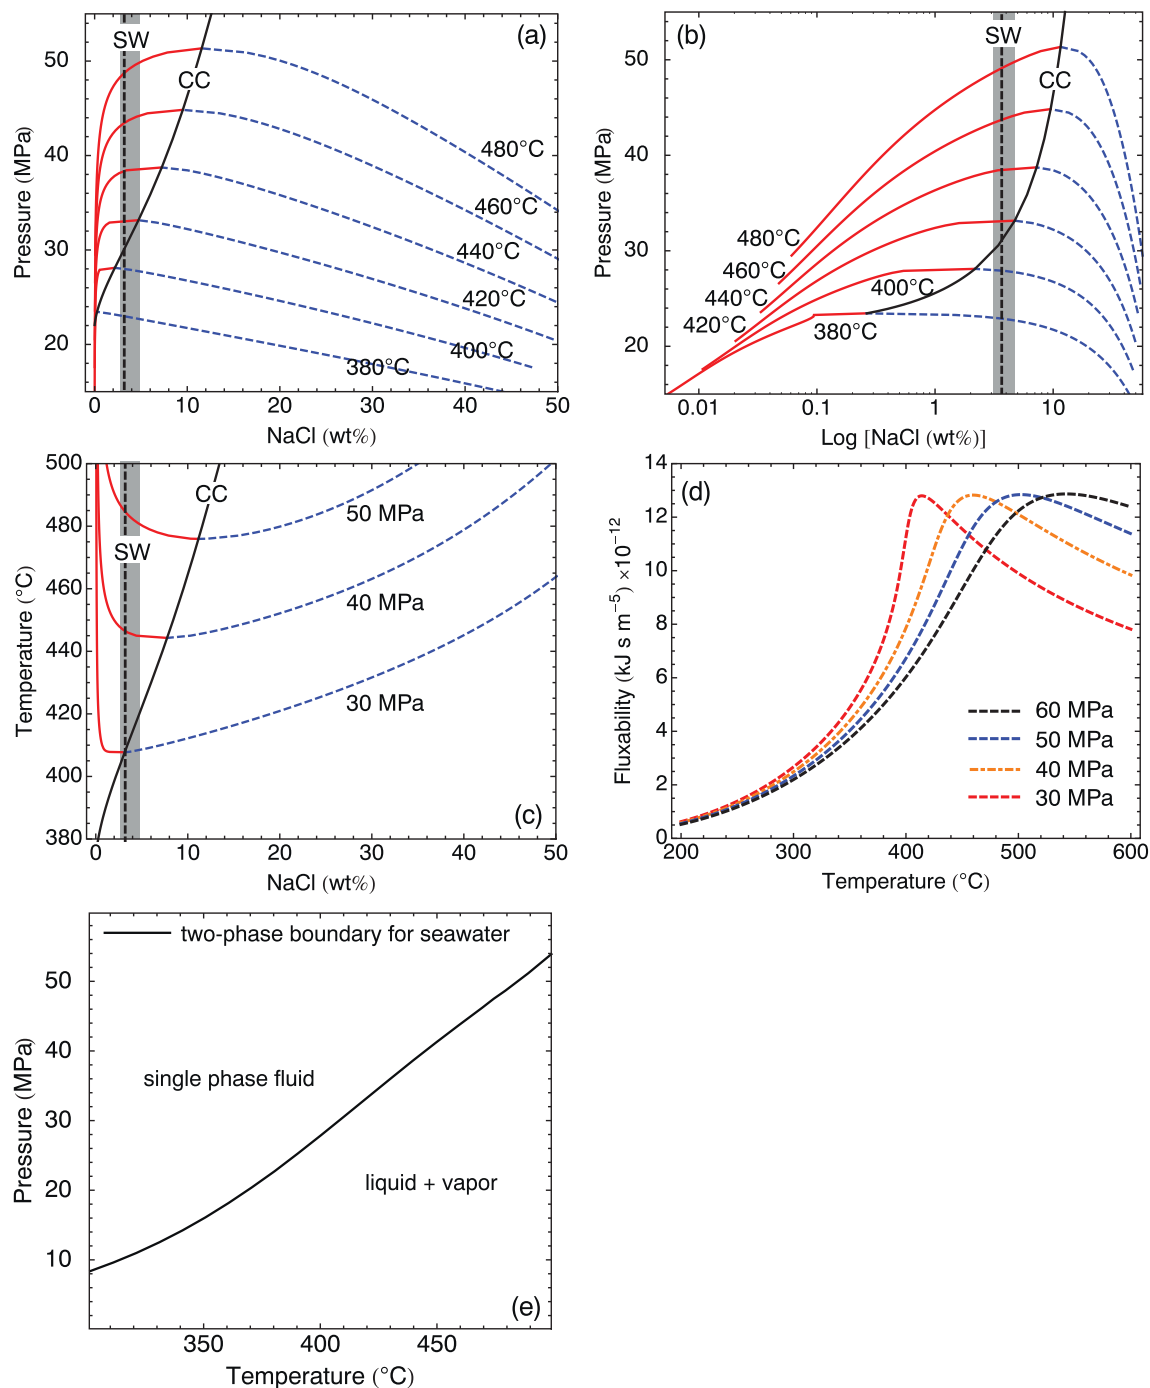 (a)
SW
CC
480°C
460°C
440°C
420°C
400°C
380°C
50
40
30
20
0
10
20
30
40
50
Pressure (MPa)
NaCl (wt%)
(b)
SW
CC
480°C
460°C
440°C
420°C
400°C
380°C
50
40
30
20
0.01
0.1
1
10
Pressure (MPa)
Log [NaCl (wt%)]
(c)
SW
CC
50 MPa
40 MPa
30 MPa
500
480
460
440
420
400
380
0
10
20
30
40
50
Temperature (°C)
NaCl (wt%)
(d)
14
12
10
8
6
4
2
0
200
300
400
500
600
Fluxability (kJ s m−5) ×10−12
Temperature (°C)
60 MPa
50 MPa
40 MPa
30 MPa
two-phase boundary for seawater
single phase fluid
liquid + vapor
(e)
50
40
30
20
10
350
400
450
Pressure (MPa)
Temperature (°C)